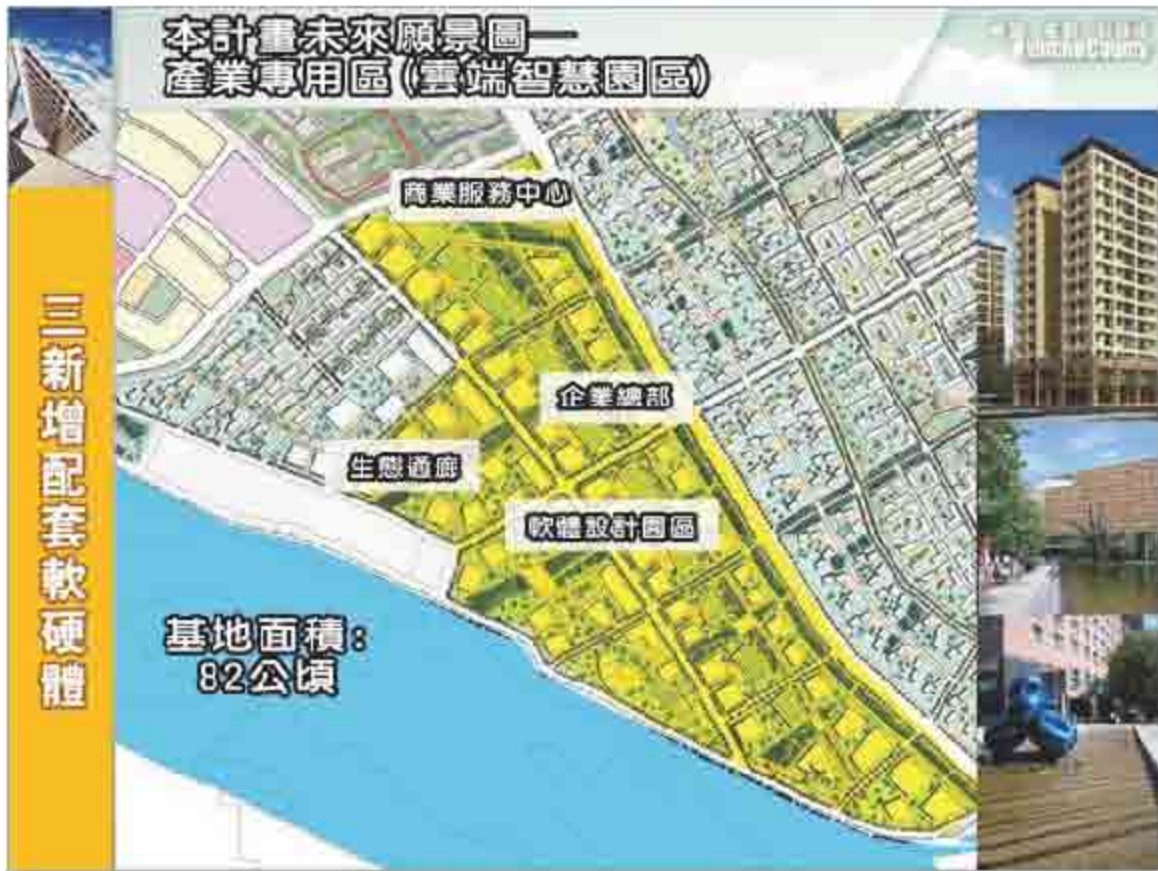 本計畫未來願景圖—
產業專用區(雲端智慧園區)
三新增配套軟硬體
商業服務中心
企業總部
生態通廊
軟體設計園區
基地面積:
82公頃